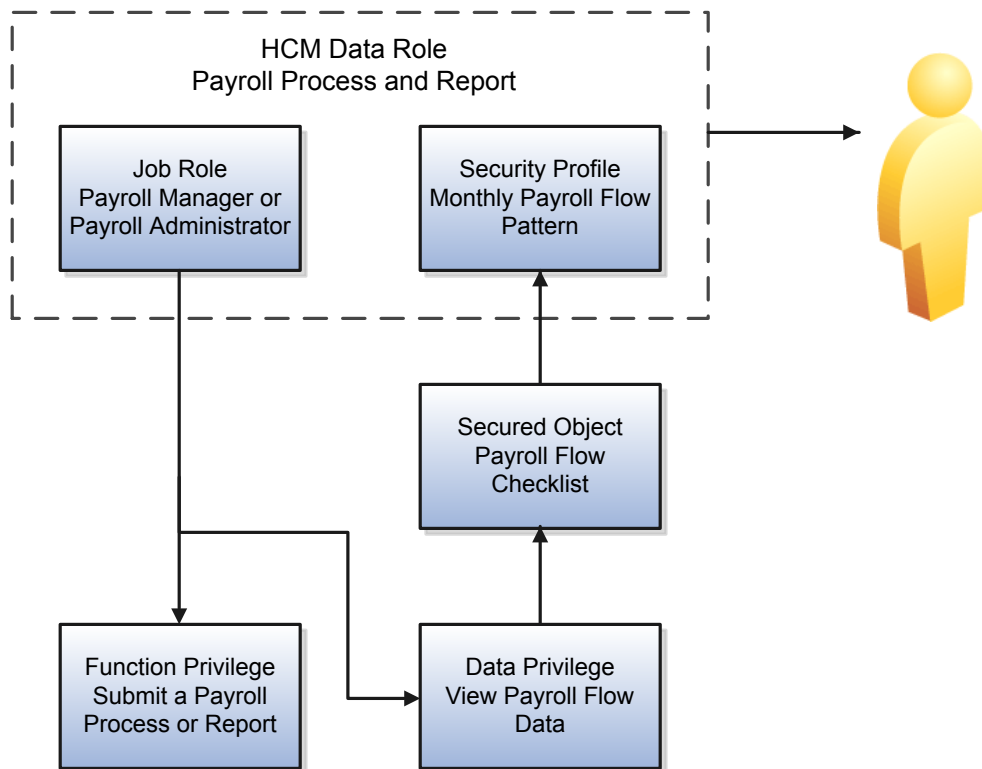 HCM Data Role
Payroll Process and Report
Job Role
Payroll Manager or
Payroll Administrator
Security Profile
Monthly Payroll Flow
Pattern
Secured Object
Payroll Flow
Checklist
Function Privilege
Submit a Payroll
Process or Report
Data Privilege
View Payroll Flow
Data